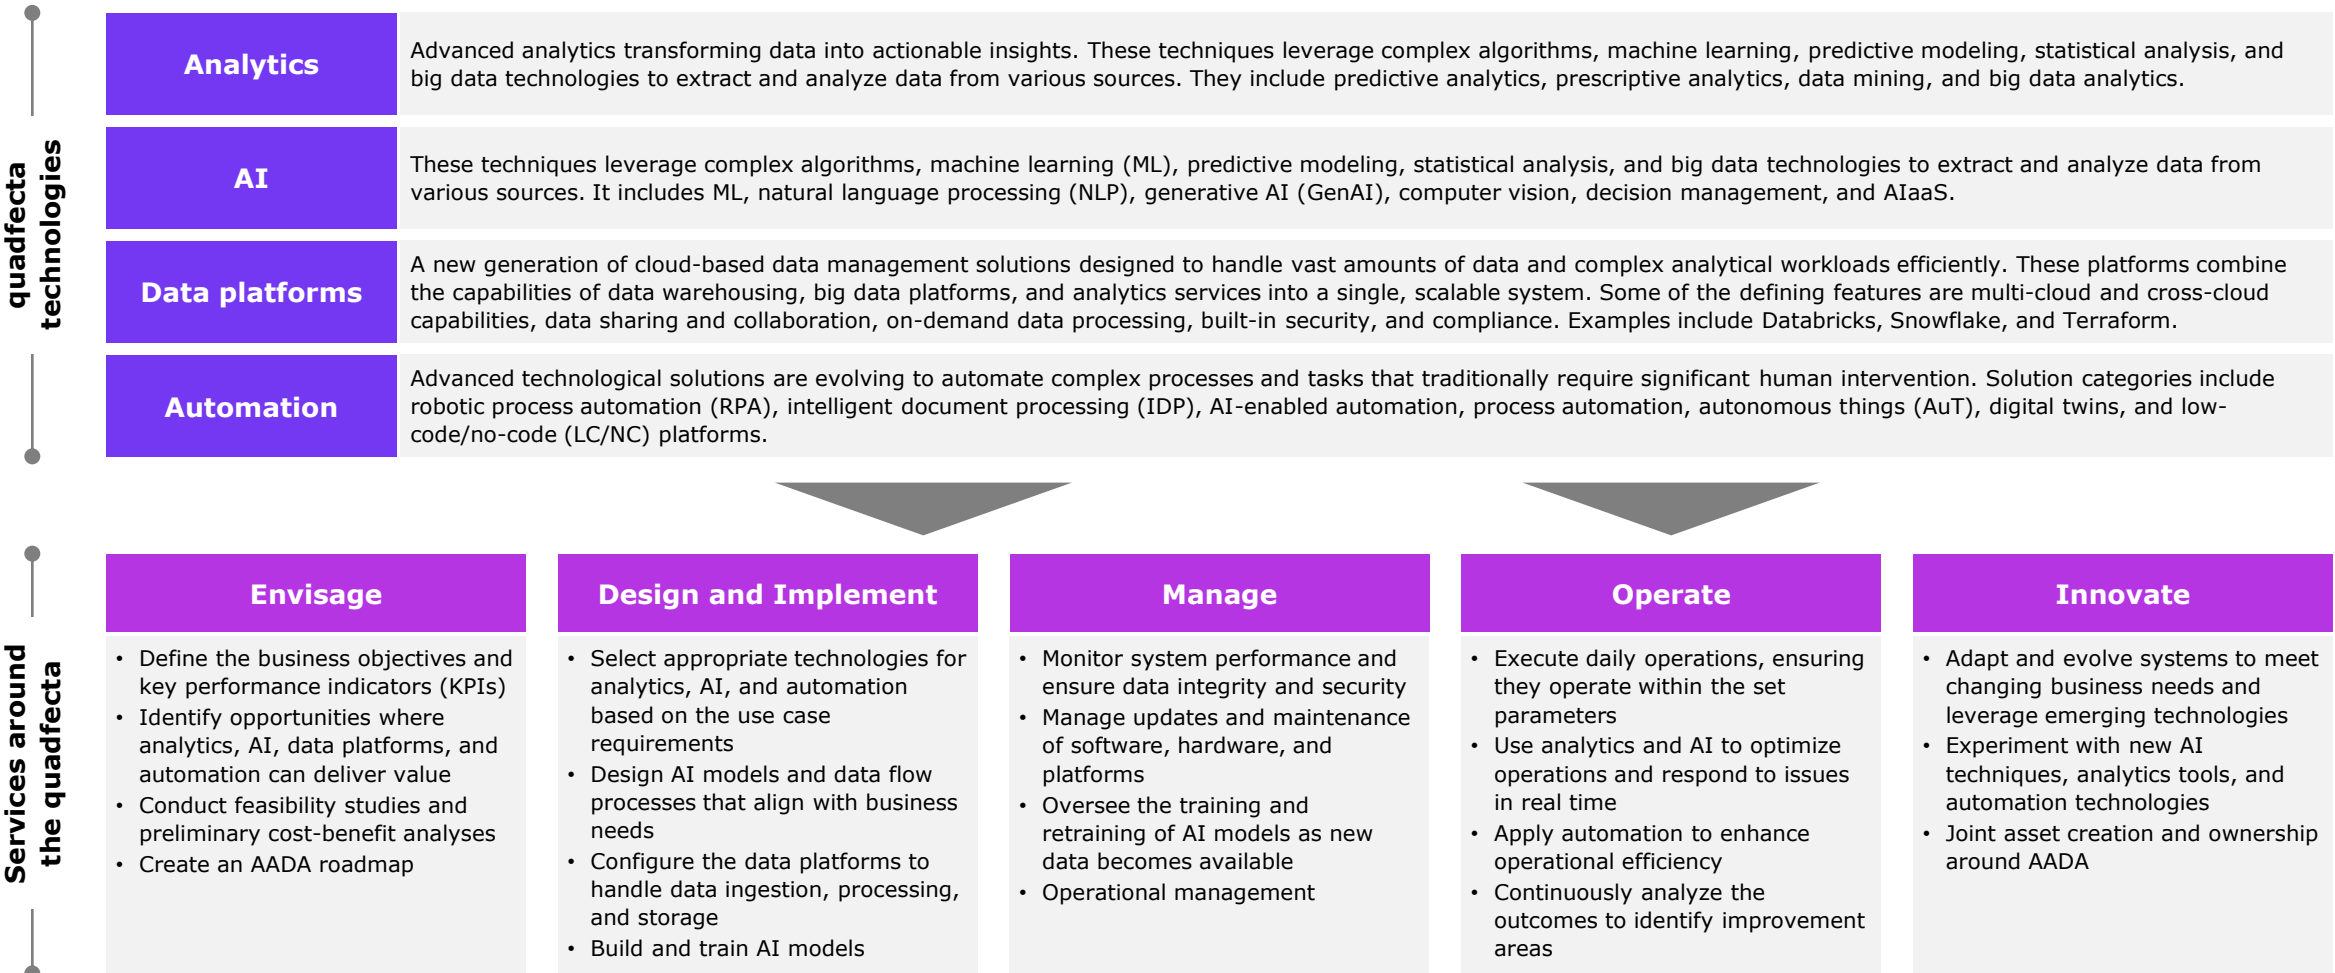 quadfecta
technologies
Analytics
Advanced analytics transforming data into actionable insights. These techniques leverage complex algorithms, machine learning, predictive modeling, statistical analysis, and
big data technologies to extract and analyze data from various sources. They include predictive analytics, prescriptive analytics, data mining, and big data analytics.
AI
These techniques leverage complex algorithms, machine learning (ML), predictive modeling, statistical analysis, and big data technologies to extract and analyze data from
various sources. It includes ML, natural language processing (NLP), generative AI (GenAI), computer vision, decision management, and AIaaS.
Data platforms
A new generation of cloud-based data management solutions designed to handle vast amounts of data and complex analytical workloads efficiently. These platforms combine
the capabilities of data warehousing, big data platforms, and analytics services into a single, scalable system. Some of the defining features are multi-cloud and cross-cloud
capabilities, data sharing and collaboration, on-demand data processing, built-in security, and compliance. Examples include Databricks, Snowflake, and Terraform.
Automation
Advanced technological solutions are evolving to automate complex processes and tasks that traditionally require significant human intervention. Solution categories include
robotic process automation (RPA), intelligent document processing (IDP), AI-enabled automation, process automation, autonomous things (AuT), digital twins, and low-
code/no-code (LC/NC) platforms.
Services around
the quadfecta
Envisage
• Define the business objectives and
key performance indicators (KPIs)
• Identify opportunities where
analytics, AI, data platforms, and
automation can deliver value
• Conduct feasibility studies and
preliminary cost-benefit analyses
• Create an AADA roadmap
Design and Implement
• Select appropriate technologies for
analytics, AI, and automation
based on the use case
requirements
• Design AI models and data flow
processes that align with business
needs
• Configure the data platforms to
handle data ingestion, processing,
and storage
• Build and train AI models
Manage
• Monitor system performance and
ensure data integrity and security
• Manage updates and maintenance
of software, hardware, and
platforms
• Oversee the training and
retraining of AI models as new
data becomes available
• Operational management
Operate
• Execute daily operations, ensuring
they operate within the set
parameters
• Use analytics and AI to optimize
operations and respond to issues
in real time
• Apply automation to enhance
operational efficiency
• Continuously analyze the
outcomes to identify improvement
areas
Innovate
• Adapt and evolve systems to meet
changing business needs and
leverage emerging technologies
• Experiment with new AI
techniques, analytics tools, and
automation technologies
• Joint asset creation and ownership
around AADA